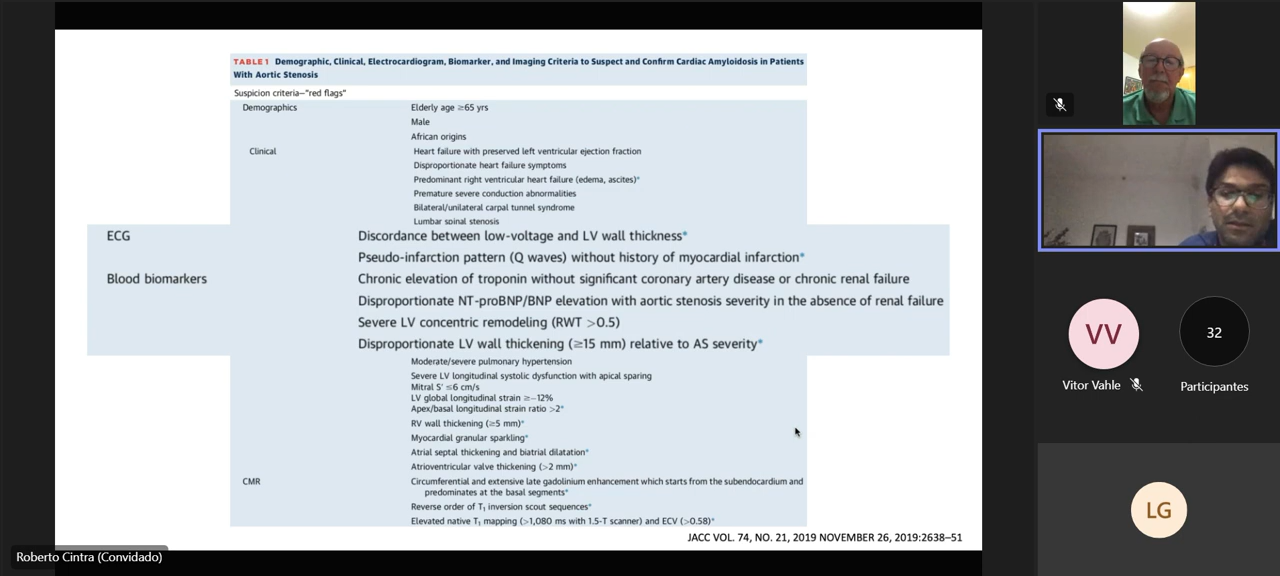 TABLE 1 Demographic, Clinical, Electrocardiogram, Biomarker, and Imaging Criteria to Suspect and Confirm Cardiac Amyloidosis in Patients
With Aortic Stenosis
Suspicion criteria–"red flags"
Demographics Elderly age ≥65 yrs
Male
African origins
Clinical Heart failure with preserved left ventricular ejection fraction
Disproportionate heart failure symptoms
Predominant right ventricular heart failure (edema, ascites)*
Premature severe conduction abnormalities
Bilateral/unilateral carpal tunnel syndrome
Lumbar spinal stenosis
ECG Discordance between low-voltage and LV wall thickness*
Pseudo-infarction pattern (Q waves) without history of myocardial infarction*
Blood biomarkers Chronic elevation of troponin without significant coronary artery disease or chronic renal failure
Disproportionate NT-proBNP/BNP elevation with aortic stenosis severity in the absence of renal failure
Severe LV concentric remodeling (RWT >0.5)
Disproportionate LV wall thickening (≥15 mm) relative to AS severity*
Moderate/severe pulmonary hypertension
Severe LV longitudinal systolic dysfunction with apical sparing
Mitral S' ≤6 cm/s
LV global longitudinal strain ≥–12%
Apex/basal longitudinal strain ratio >2*
RV wall thickening (≥5 mm)*
Myocardial granular sparkling*
Atrial septal thickening and biatrial dilatation*
Atrioventricular valve thickening (>2 mm)*
CMR Circumferential and extensive late gadolinium enhancement which starts from the subendocardium and
predominates at the basal segments*
Reverse order of T1 inversion scout sequences*
Elevated native T1 mapping (>1,080 ms with 1.5-T scanner) and ECV (>0.58)*
JACC VOL. 74, NO. 21, 2019 NOVEMBER 26, 2019:2638–51
Roberto Cintra (Convidado)
VV
Vitor Vahle
32
Participantes
LG